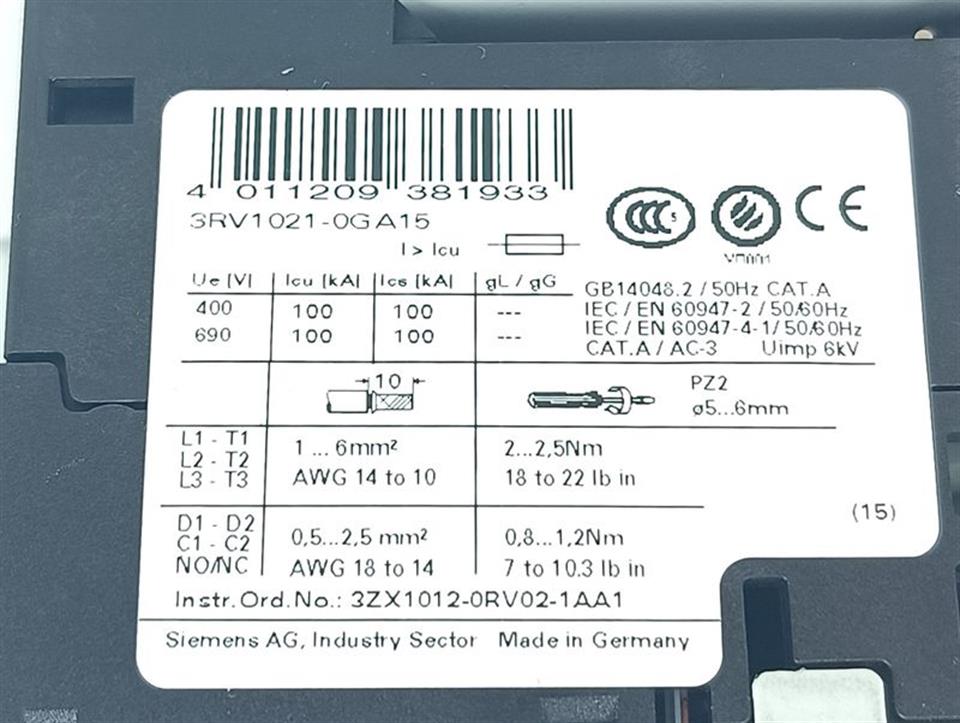 4 011209 381933
3RV1021-0GA15
I > Icu
Ue [V] Icu [kA] Ics [kA] gL / gG
400 100 100 ---
690 100 100 ---
CCC S
CE
GB14048.2 / 50Hz CAT.A
IEC / EN 60947-2 / 50/60Hz
IEC / EN 60947-4-1/50/60Hz
CAT.A / AC-3 Uimp 6kV
10
PZ2
ø5...6mm
L1 - T1 1 ... 6mm² 2...2,5Nm
L2 - T2
L3 - T3 AWG 14 to 10 18 to 22 lb in
(15)
D1 - D2
C1 - C2 0,5...2,5 mm² 0,8...1,2Nm
NO/NC AWG 18 to 14 7 to 10.3 lb in
Instr.Ord.No.: 3ZX1012-0RV02-1AA1
Siemens AG, Industry Sector Made in Germany